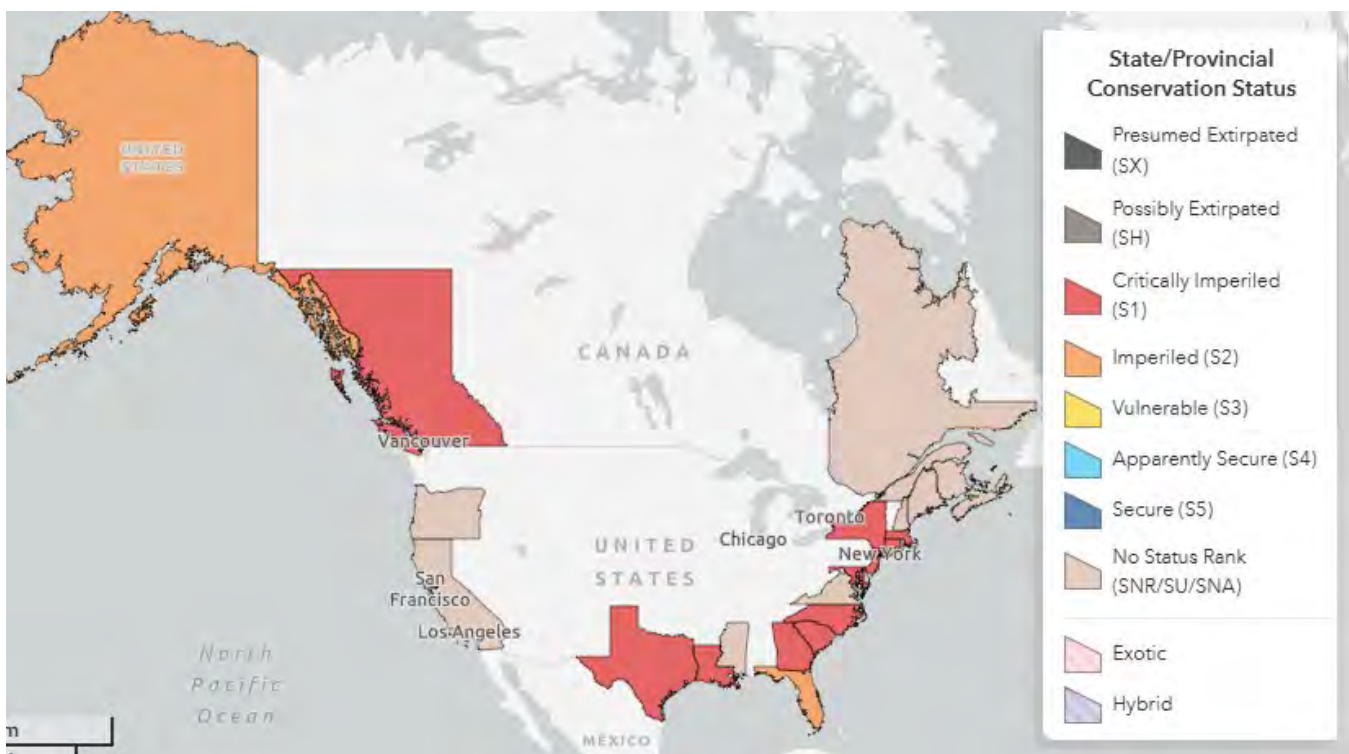 UNITED
STATES
CANADA
Vancouver
Toronto
Chicago
New York
UNITED
STATES
San
Francisco
Los Angeles
North
Pacific
Ocean
MÉXICO
m
State/Provincial
Conservation Status
Presumed Extirpated
(SX)
Possibly Extirpated
(SH)
Critically Imperiled
(S1)
Imperiled (S2)
Vulnerable (S3)
Apparently Secure (S4)
Secure (S5)
No Status Rank
(SNR/SU/SNA)
Exotic
Hybrid